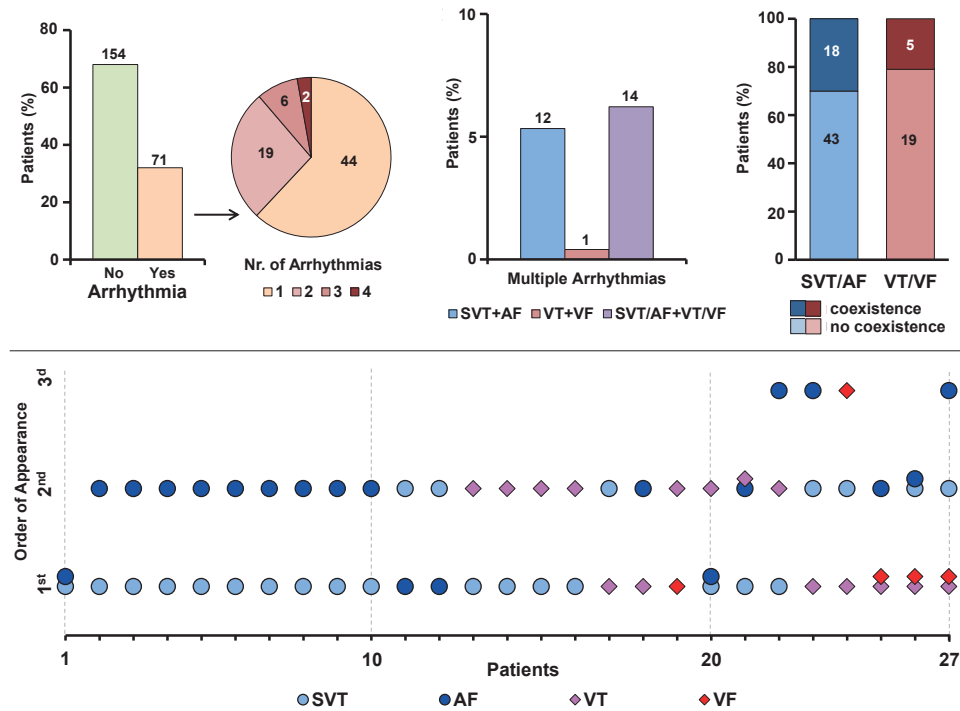 80
60
40
20
0
Patients (%)
154
71
No Yes
Arrhythmia
44
19
6
2
Nr. of Arrhythmias
1 2 3 4
10
5
0
Patients (%)
12
1
14
Multiple Arrhythmias
SVT+AF VT+VF SVT/AF+VT/VF
100
80
60
40
20
0
Patients (%)
18
43
5
19
SVT/AF VT/VF
coexistence
no coexistence
Order of Appearance
3d
2nd
1st
1 10 20 27
Patients
SVT AF VT VF